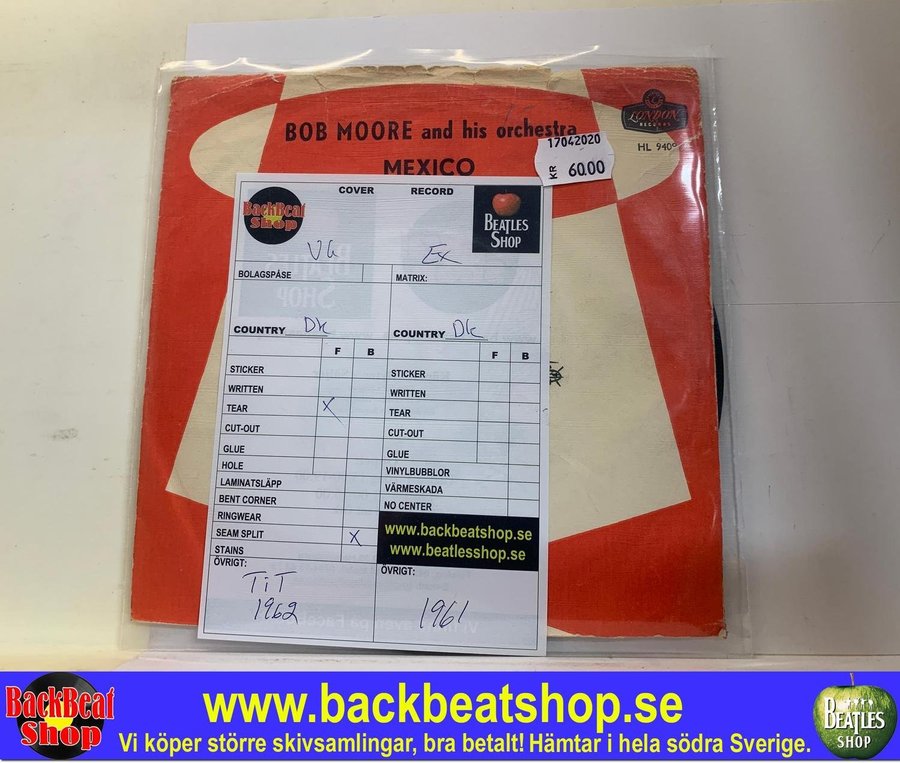 BOB MOORE and his orchestra
MEXICO
LONDON
RECORDS
HL 940
17042020
KR 60.00
COVER RECORD
BackBeat
Shop
BEATLES
SHOP
VG Ex
BOLAGSPÅSE MATRIX:
COUNTRY Dk COUNTRY Dk
F B F B
STICKER STICKER
WRITTEN WRITTEN
TEAR X TEAR
CUT-OUT CUT-OUT
GLUE GLUE
HOLE VINYLBUBBLOR
LAMINATSLÄPP VÄRMESKADA
BENT CORNER NO CENTER
RINGWEAR
SEAM SPLIT X
STAINS
www.backbeatshop.se
www.beatlesshop.se
ÖVRIGT: ÖVRIGT:
TiT
1962 1961
BackBeat
Shop
www.backbeatshop.se
Vi köper större skivsamlingar, bra betalt! Hämtar i hela södra Sverige.
BEATLES
SHOP